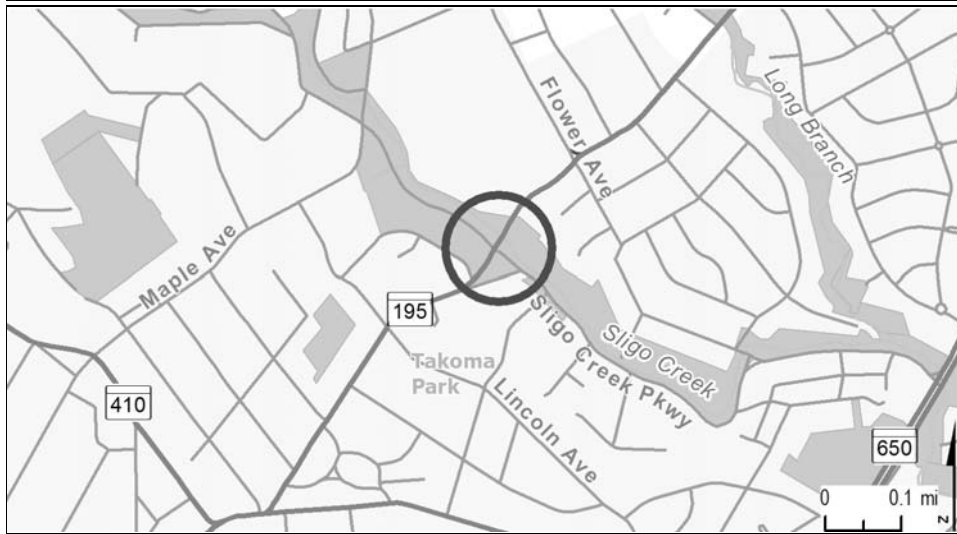 Flower Ave
Long Branch
Maple Ave
195
Takoma
Park
Sligo Creek
Sligo Creek Pkwy
Lincoln Ave
410
650
0 0.1 mi
N